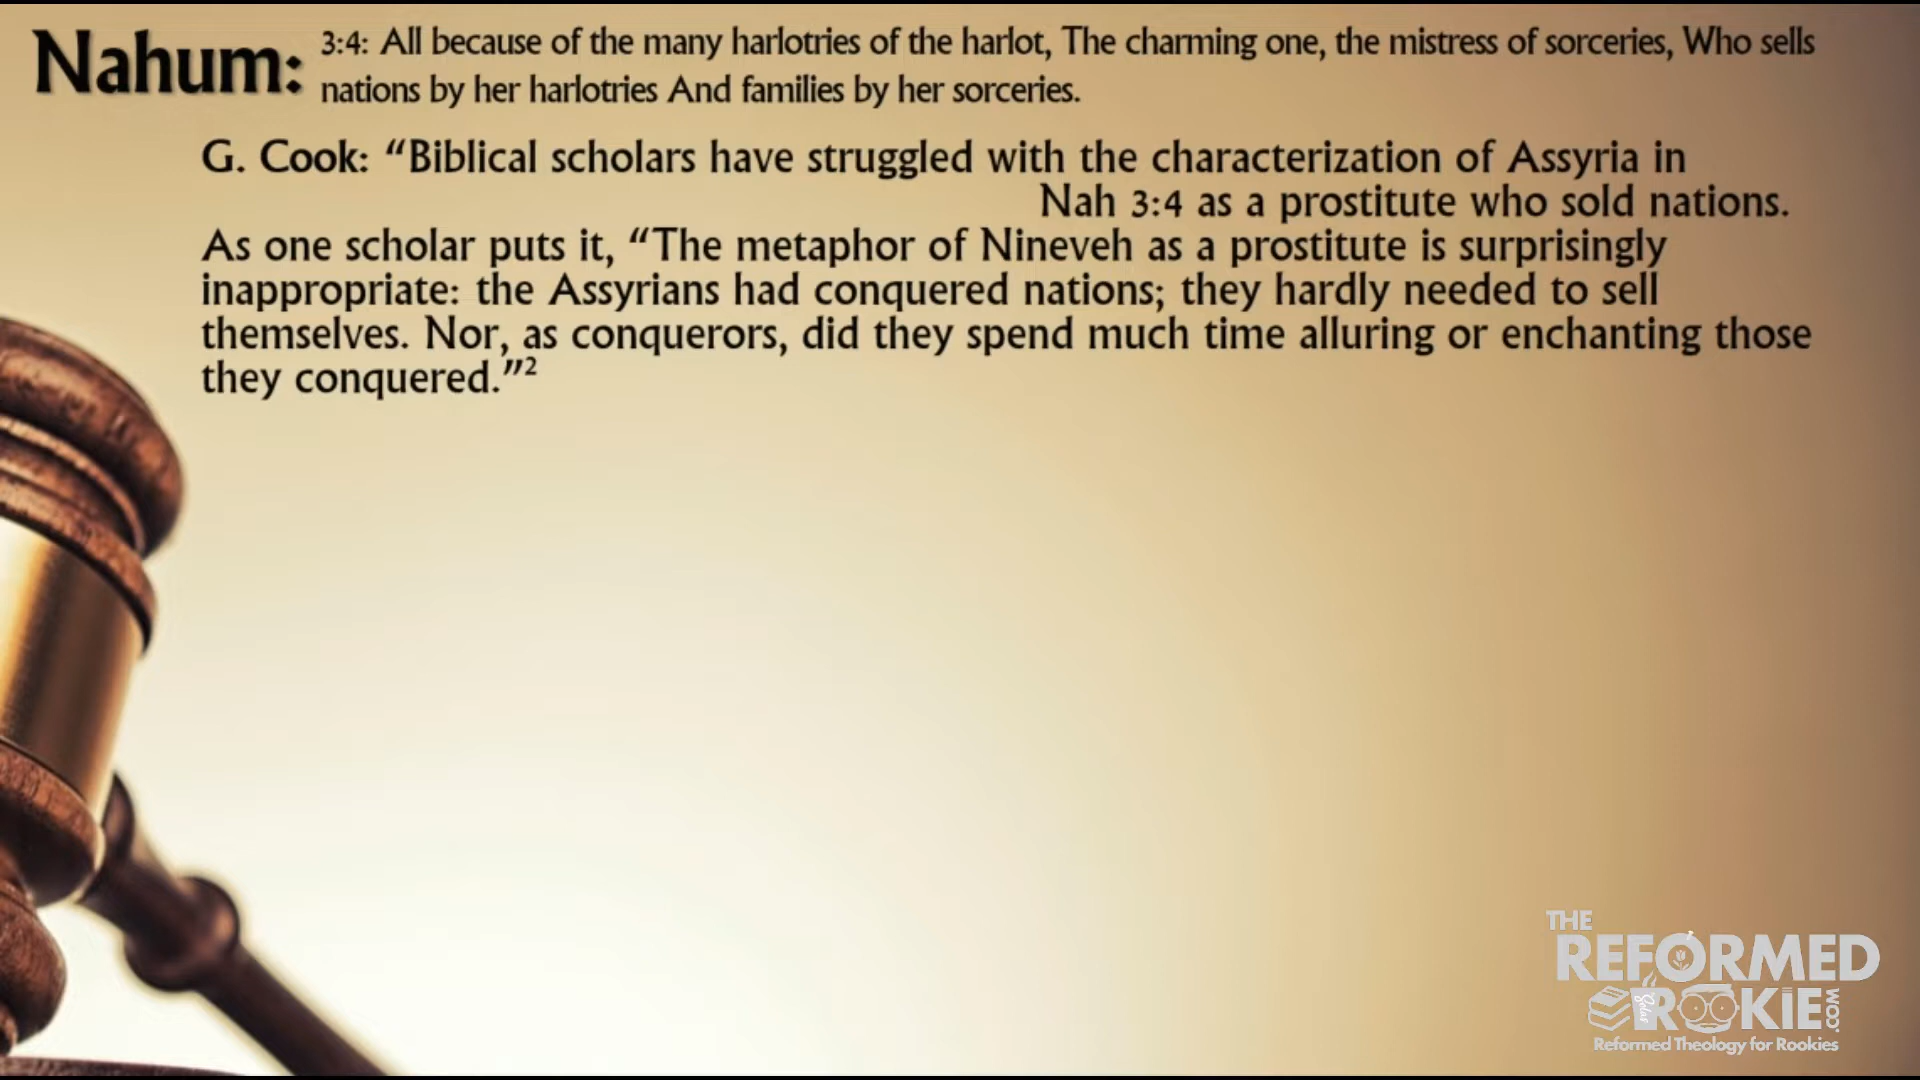 Nahum: 3:4: All because of the many harlotries of the harlot, The charming one, the mistress of sorceries, Who sells
nations by her harlotries And families by her sorceries.
G. Cook: “Biblical scholars have struggled with the characterization of Assyria in
Nah 3:4 as a prostitute who sold nations.
As one scholar puts it, “The metaphor of Nineveh as a prostitute is surprisingly
inappropriate: the Assyrians had conquered nations; they hardly needed to sell
themselves. Nor, as conquerors, did they spend much time alluring or enchanting those
they conquered.”²
THE
REFORMED
ROOKIE.COM
Solas
Reformed Theology for Rookies